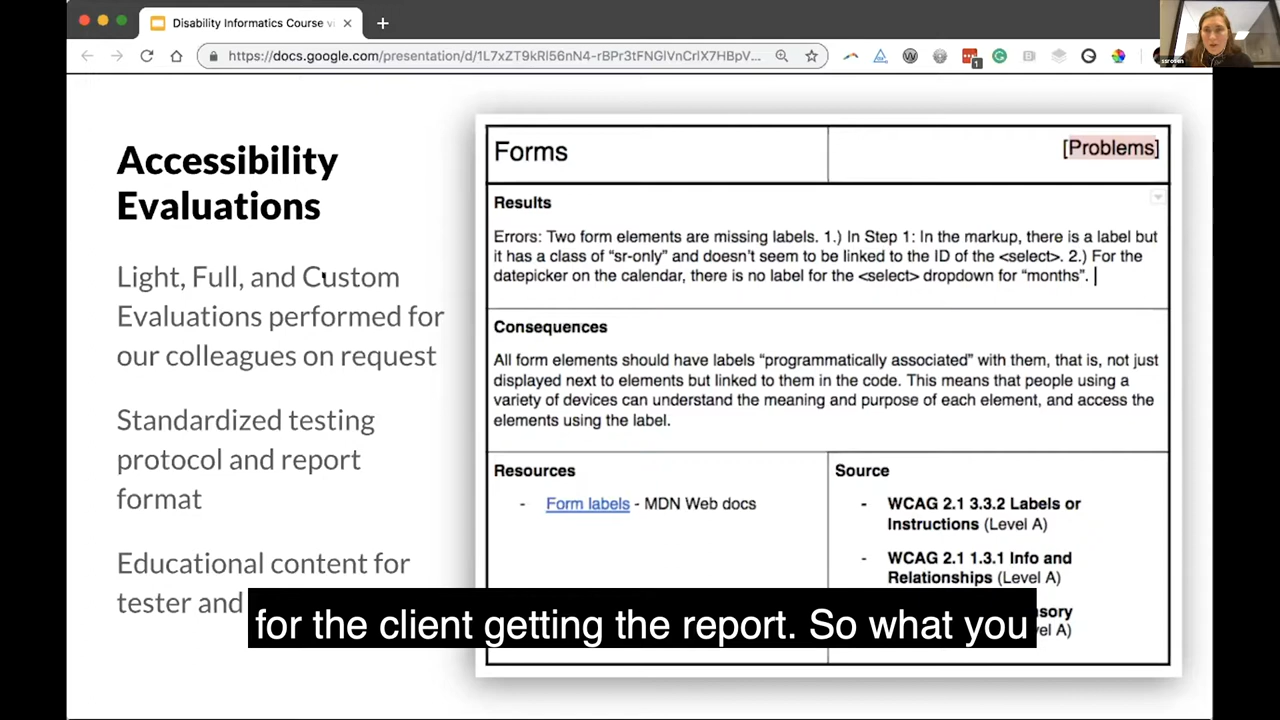 Disability Informatics Course
https://docs.google.com/presentation/d/1L7xZT9kRl56nN4-rBPr3tFNGlVnCrlX7HBpV...
1
ssrosen
Accessibility
Evaluations
Light, Full, and Custom
Evaluations performed for
our colleagues on request
Standardized testing
protocol and report
format
Educational content for
tester and
Forms
[Problems]
Results
Errors: Two form elements are missing labels. 1.) In Step 1: In the markup, there is a label but
it has a class of “sr-only” and doesn’t seem to be linked to the ID of the <select>. 2.) For the
datepicker on the calendar, there is no label for the <select> dropdown for “months”.
Consequences
All form elements should have labels “programmatically associated” with them, that is, not just
displayed next to elements but linked to them in the code. This means that people using a
variety of devices can understand the meaning and purpose of each element, and access the
elements using the label.
Resources
- Form labels - MDN Web docs
Source
- WCAG 2.1 3.3.2 Labels or
Instructions (Level A)
- WCAG 2.1 1.3.1 Info and
Relationships (Level A)
for the client getting the report. So what you